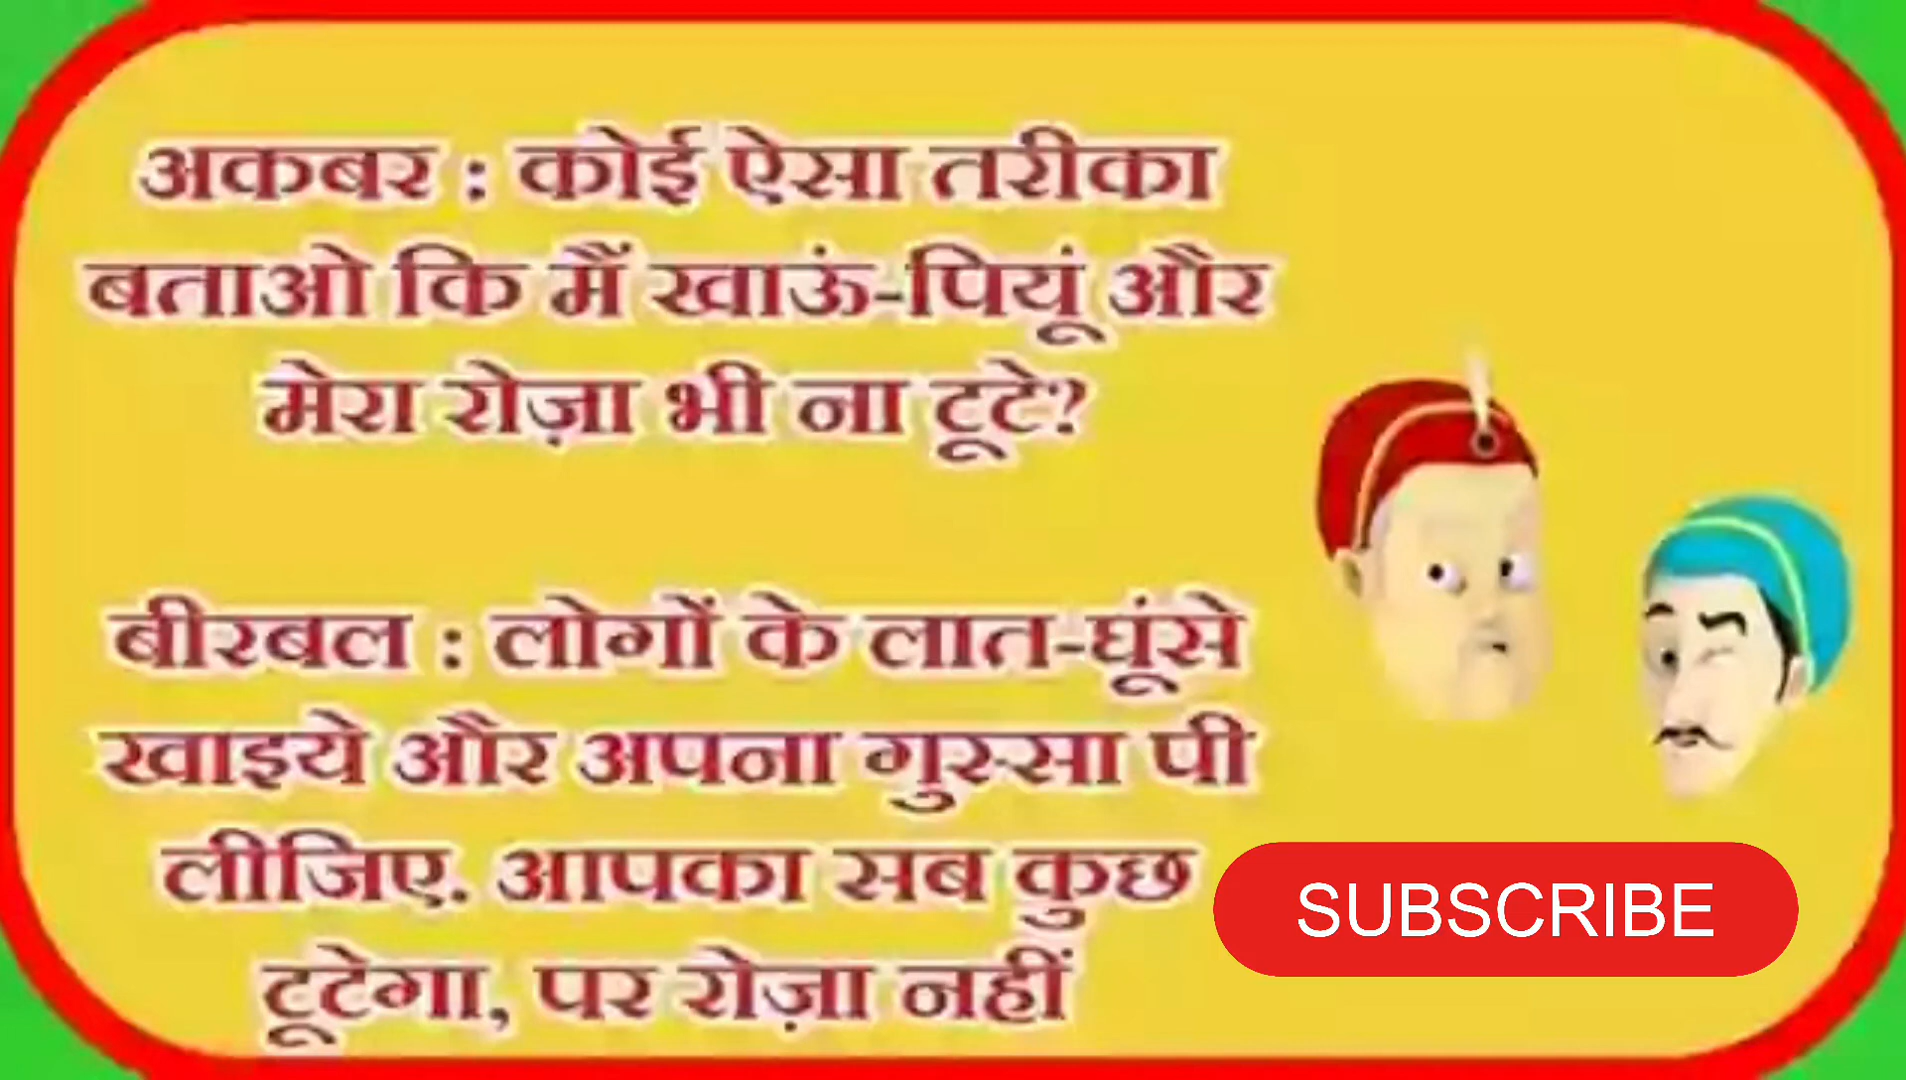 अकबर : कोई ऐसा तरीका
बताओ कि मैं खाऊं-पियूं और
मेरा रोज़ा भी ना टूटे?
बीरबल : लोगों के लात-घूंसे
खाइये और अपना गुस्सा पी
लीजिए. आपका सब कुछ
टूटेगा, पर रोज़ा नहीं
SUBSCRIBE